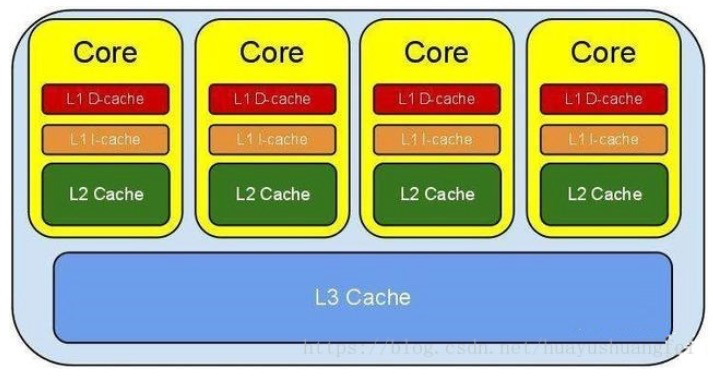 Core Core Core Core
L1 D-cache L1 D-cache L1 D-cache L1 D-cache
L1 I-cache L1 I-cache L1 I-cache L1 I-cache
L2 Cache L2 Cache L2 Cache L2 Cache
L3 Cache
https://blog.csdn.net/huayushuangfei